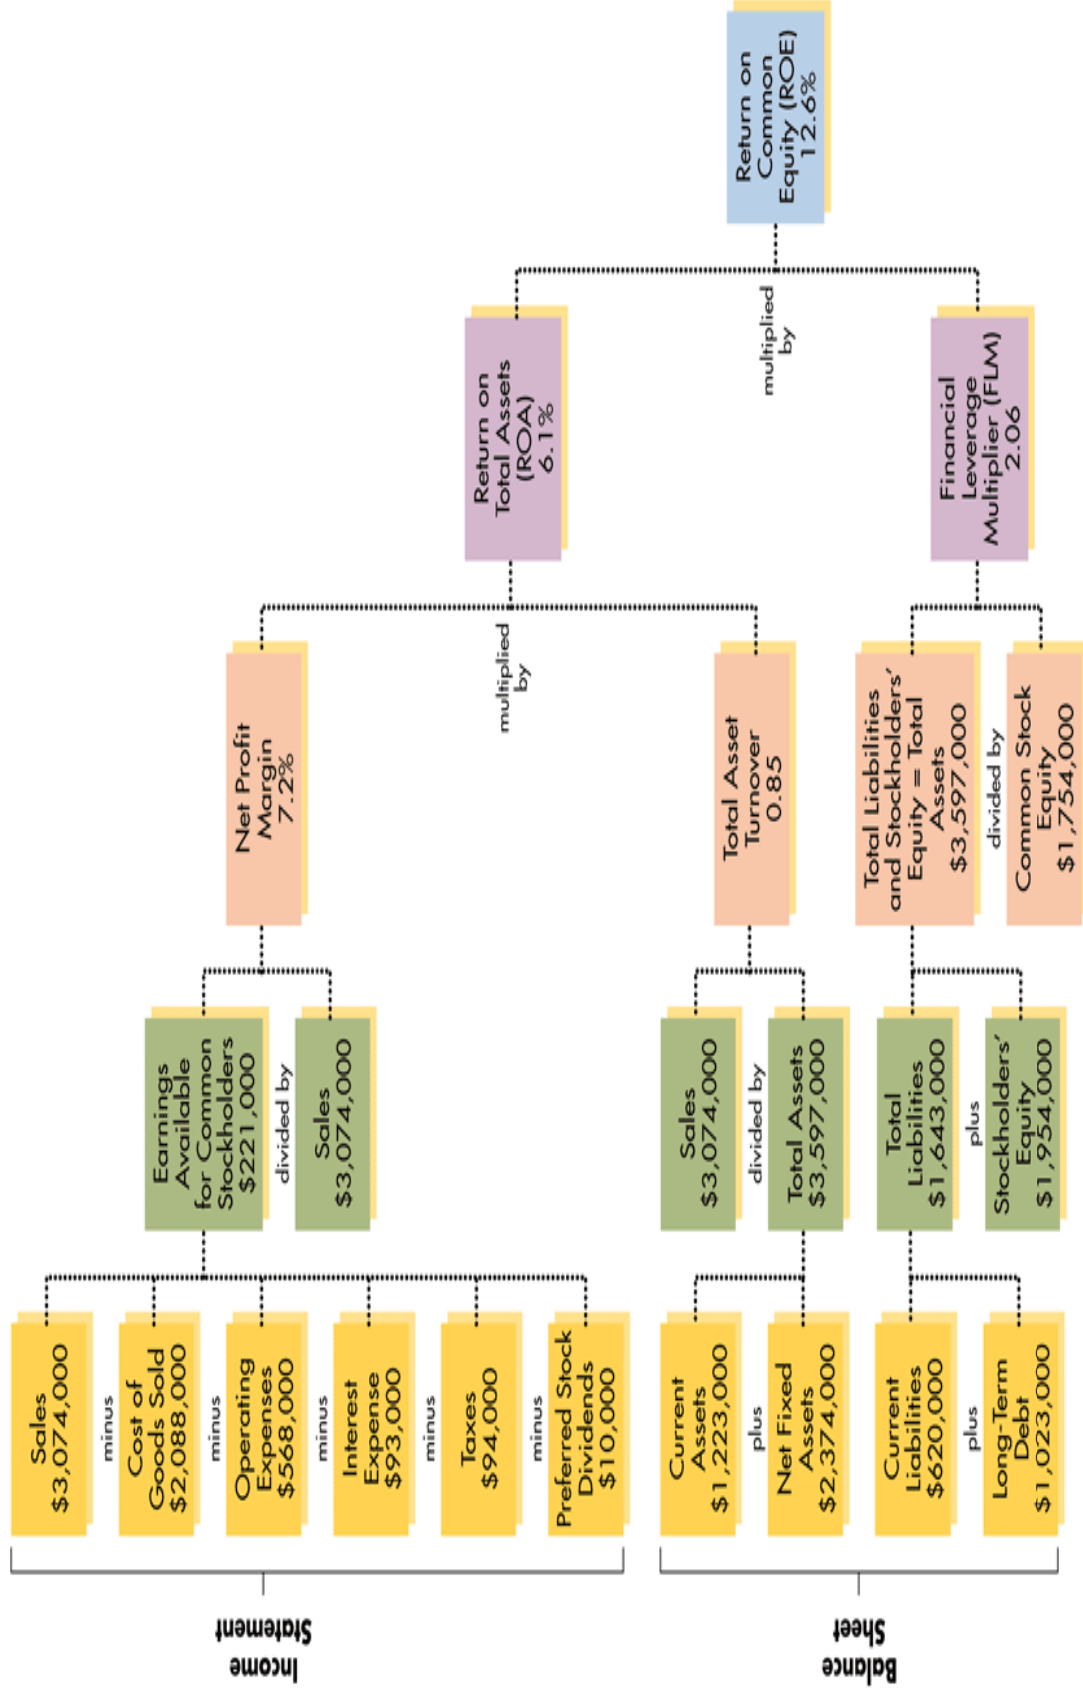 Income
Statement
Sales
$3,074,000
minus
Cost of
Goods Sold
$2,088,000
minus
Operating
Expenses
$568,000
minus
Interest
Expense
$93,000
minus
Taxes
$94,000
minus
Preferred Stock
Dividends
$10,000
Balance
Sheet
Current
Assets
$1,223,000
plus
Net Fixed
Assets
$2,374,000
Current
Liabilities
$620,000
plus
Long-Term
Debt
$1,023,000
Earnings
Available
for Common
Stockholders
$221,000
divided by
Sales
$3,074,000
Sales
$3,074,000
divided by
Total Assets
$3,597,000
Total
Liabilities
$1,643,000
plus
Stockholders’
Equity
$1,954,000
Net Profit
Margin
7.2%
multiplied
by
Total Asset
Turnover
0.85
Total Liabilities
and Stockholders’
Equity = Total
Assets
$3,597,000
divided by
Common Stock
Equity
$1,754,000
Return on
Total Assets
(ROA)
6.1%
multiplied
by
Financial
Leverage
Multiplier (FLM)
2.06
Return on
Common
Equity (ROE)
12.6%